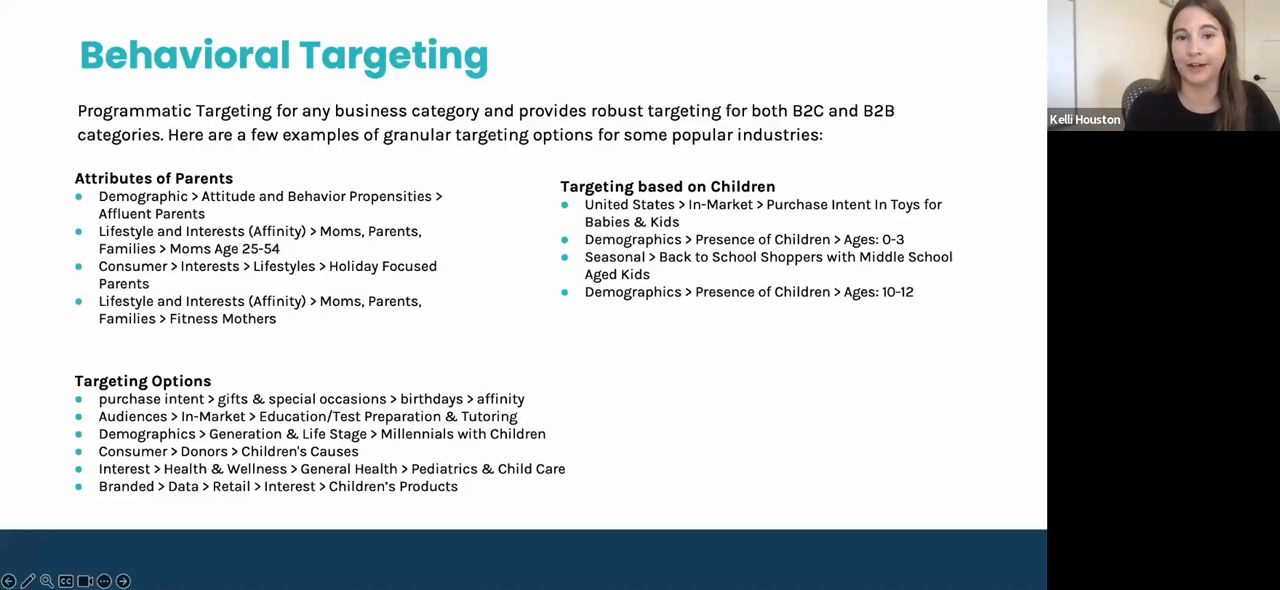 Behavioral Targeting
Programmatic Targeting for any business category and provides robust targeting for both B2C and B2B
categories. Here are a few examples of granular targeting options for some popular industries:
Attributes of Parents
Demographic > Attitude and Behavior Propensities >
Affluent Parents
Lifestyle and Interests (Affinity) > Moms, Parents,
Families > Moms Age 25-54
Consumer > Interests > Lifestyles > Holiday Focused
Parents
Lifestyle and Interests (Affinity) > Moms, Parents,
Families > Fitness Mothers
Targeting based on Children
United States > In-Market > Purchase Intent In Toys for
Babies & Kids
Demographics > Presence of Children > Ages: 0-3
Seasonal > Back to School Shoppers with Middle School
Aged Kids
Demographics > Presence of Children > Ages: 10-12
Targeting Options
purchase intent > gifts & special occasions > birthdays > affinity
Audiences > In-Market > Education/Test Preparation & Tutoring
Demographics > Generation & Life Stage > Millennials with Children
Consumer > Donors > Children's Causes
Interest > Health & Wellness > General Health > Pediatrics & Child Care
Branded > Data > Retail > Interest > Children's Products
Kelli Houston
CC